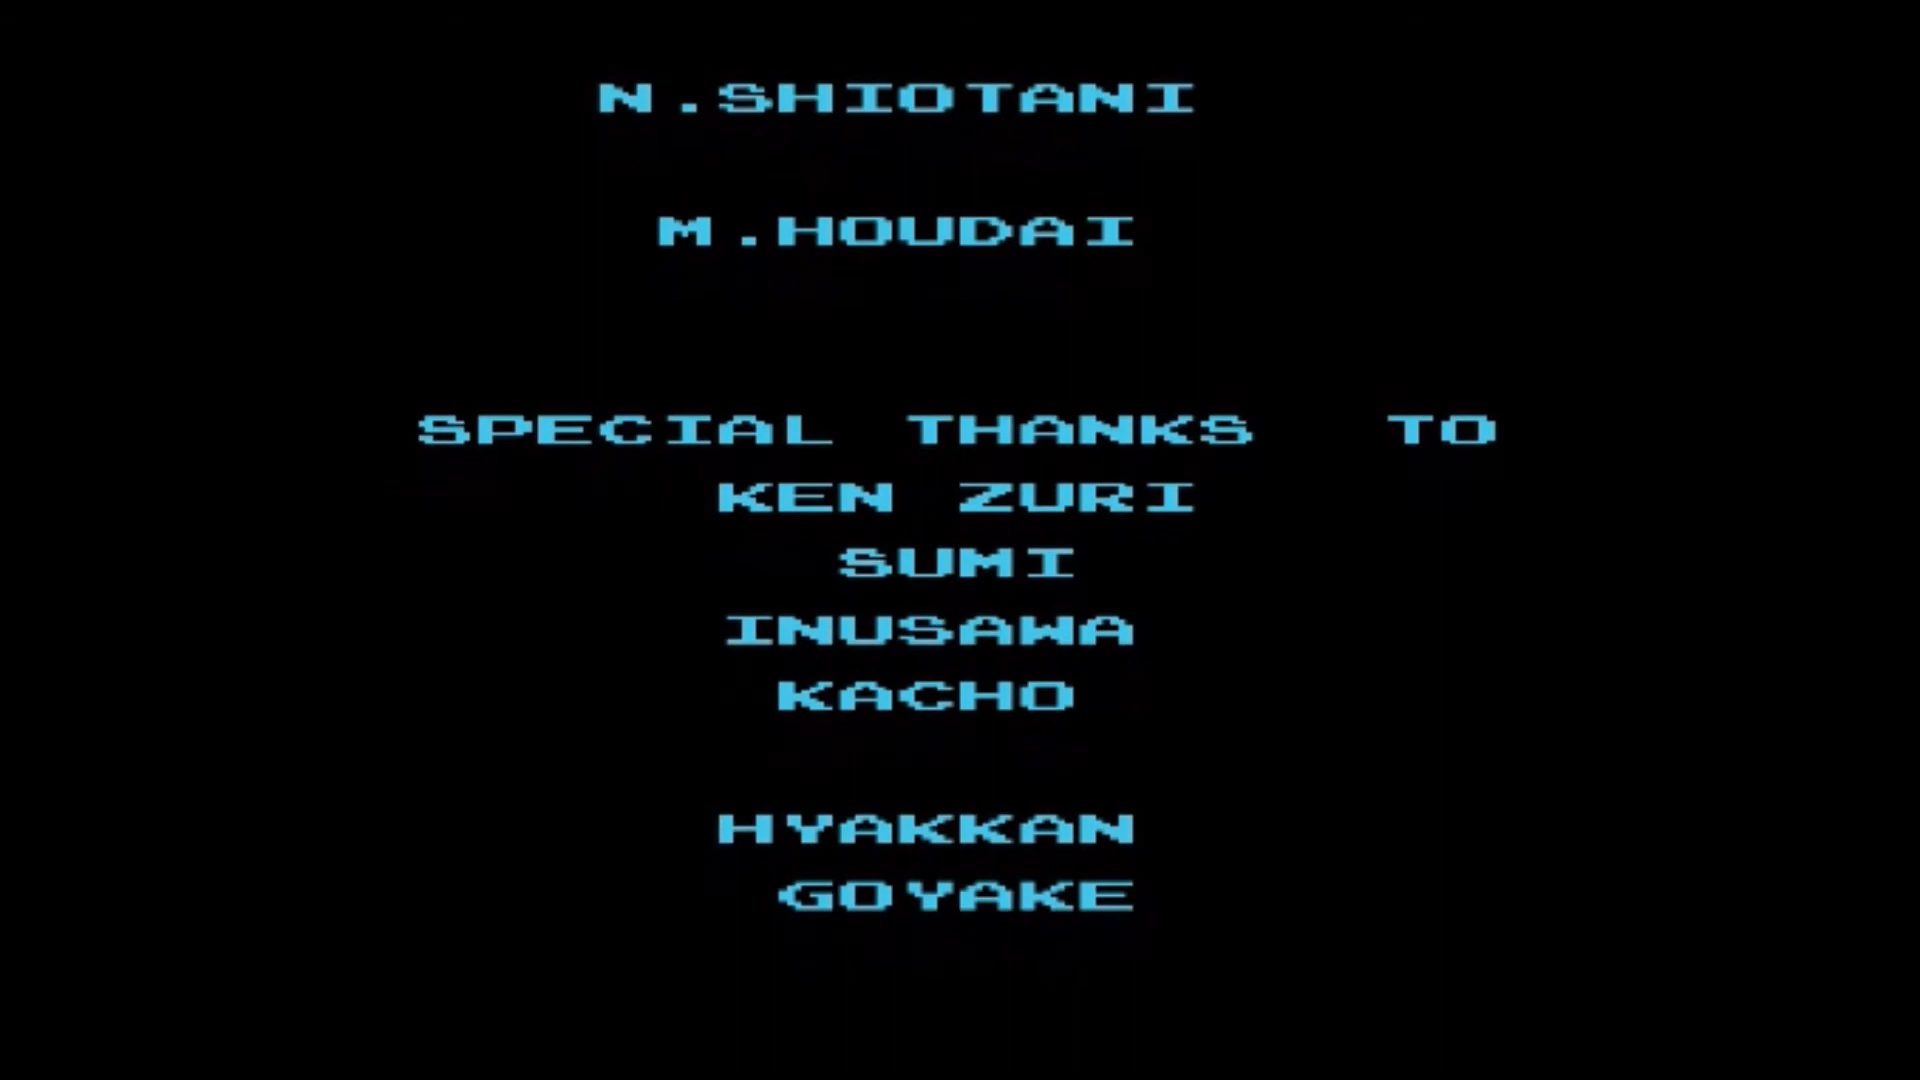 N.SHIOTANI
M.HOUDAI
SPECIAL THANKS TO
KEN ZURI
SUMI
INUSAWA
KACHO
HYAKKAN
GOYAKE